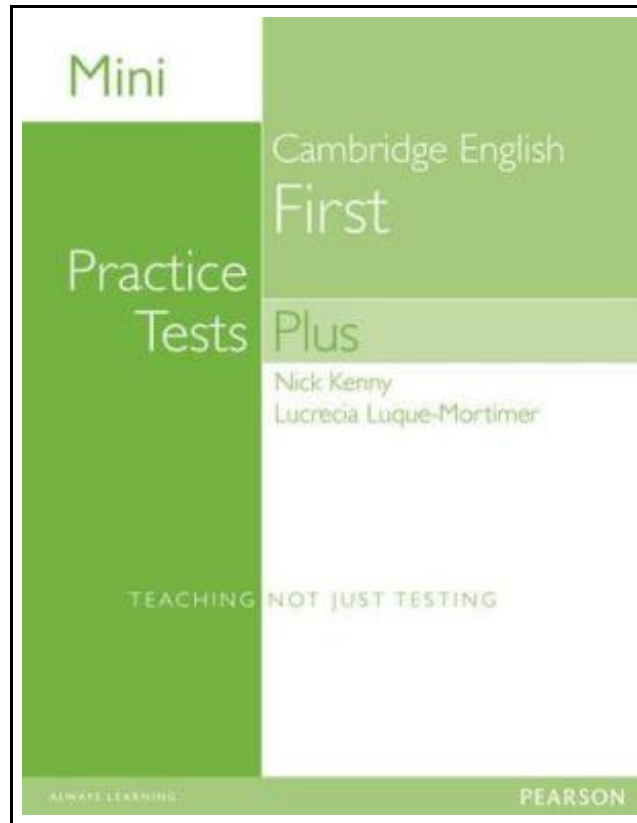 Mini
Cambridge English
First
Practice
Tests Plus
Nick Kenny
Lucrecia Luque-Mortimer
TEACHING NOT JUST TESTING
ALWAYS LEARNING
PEARSON